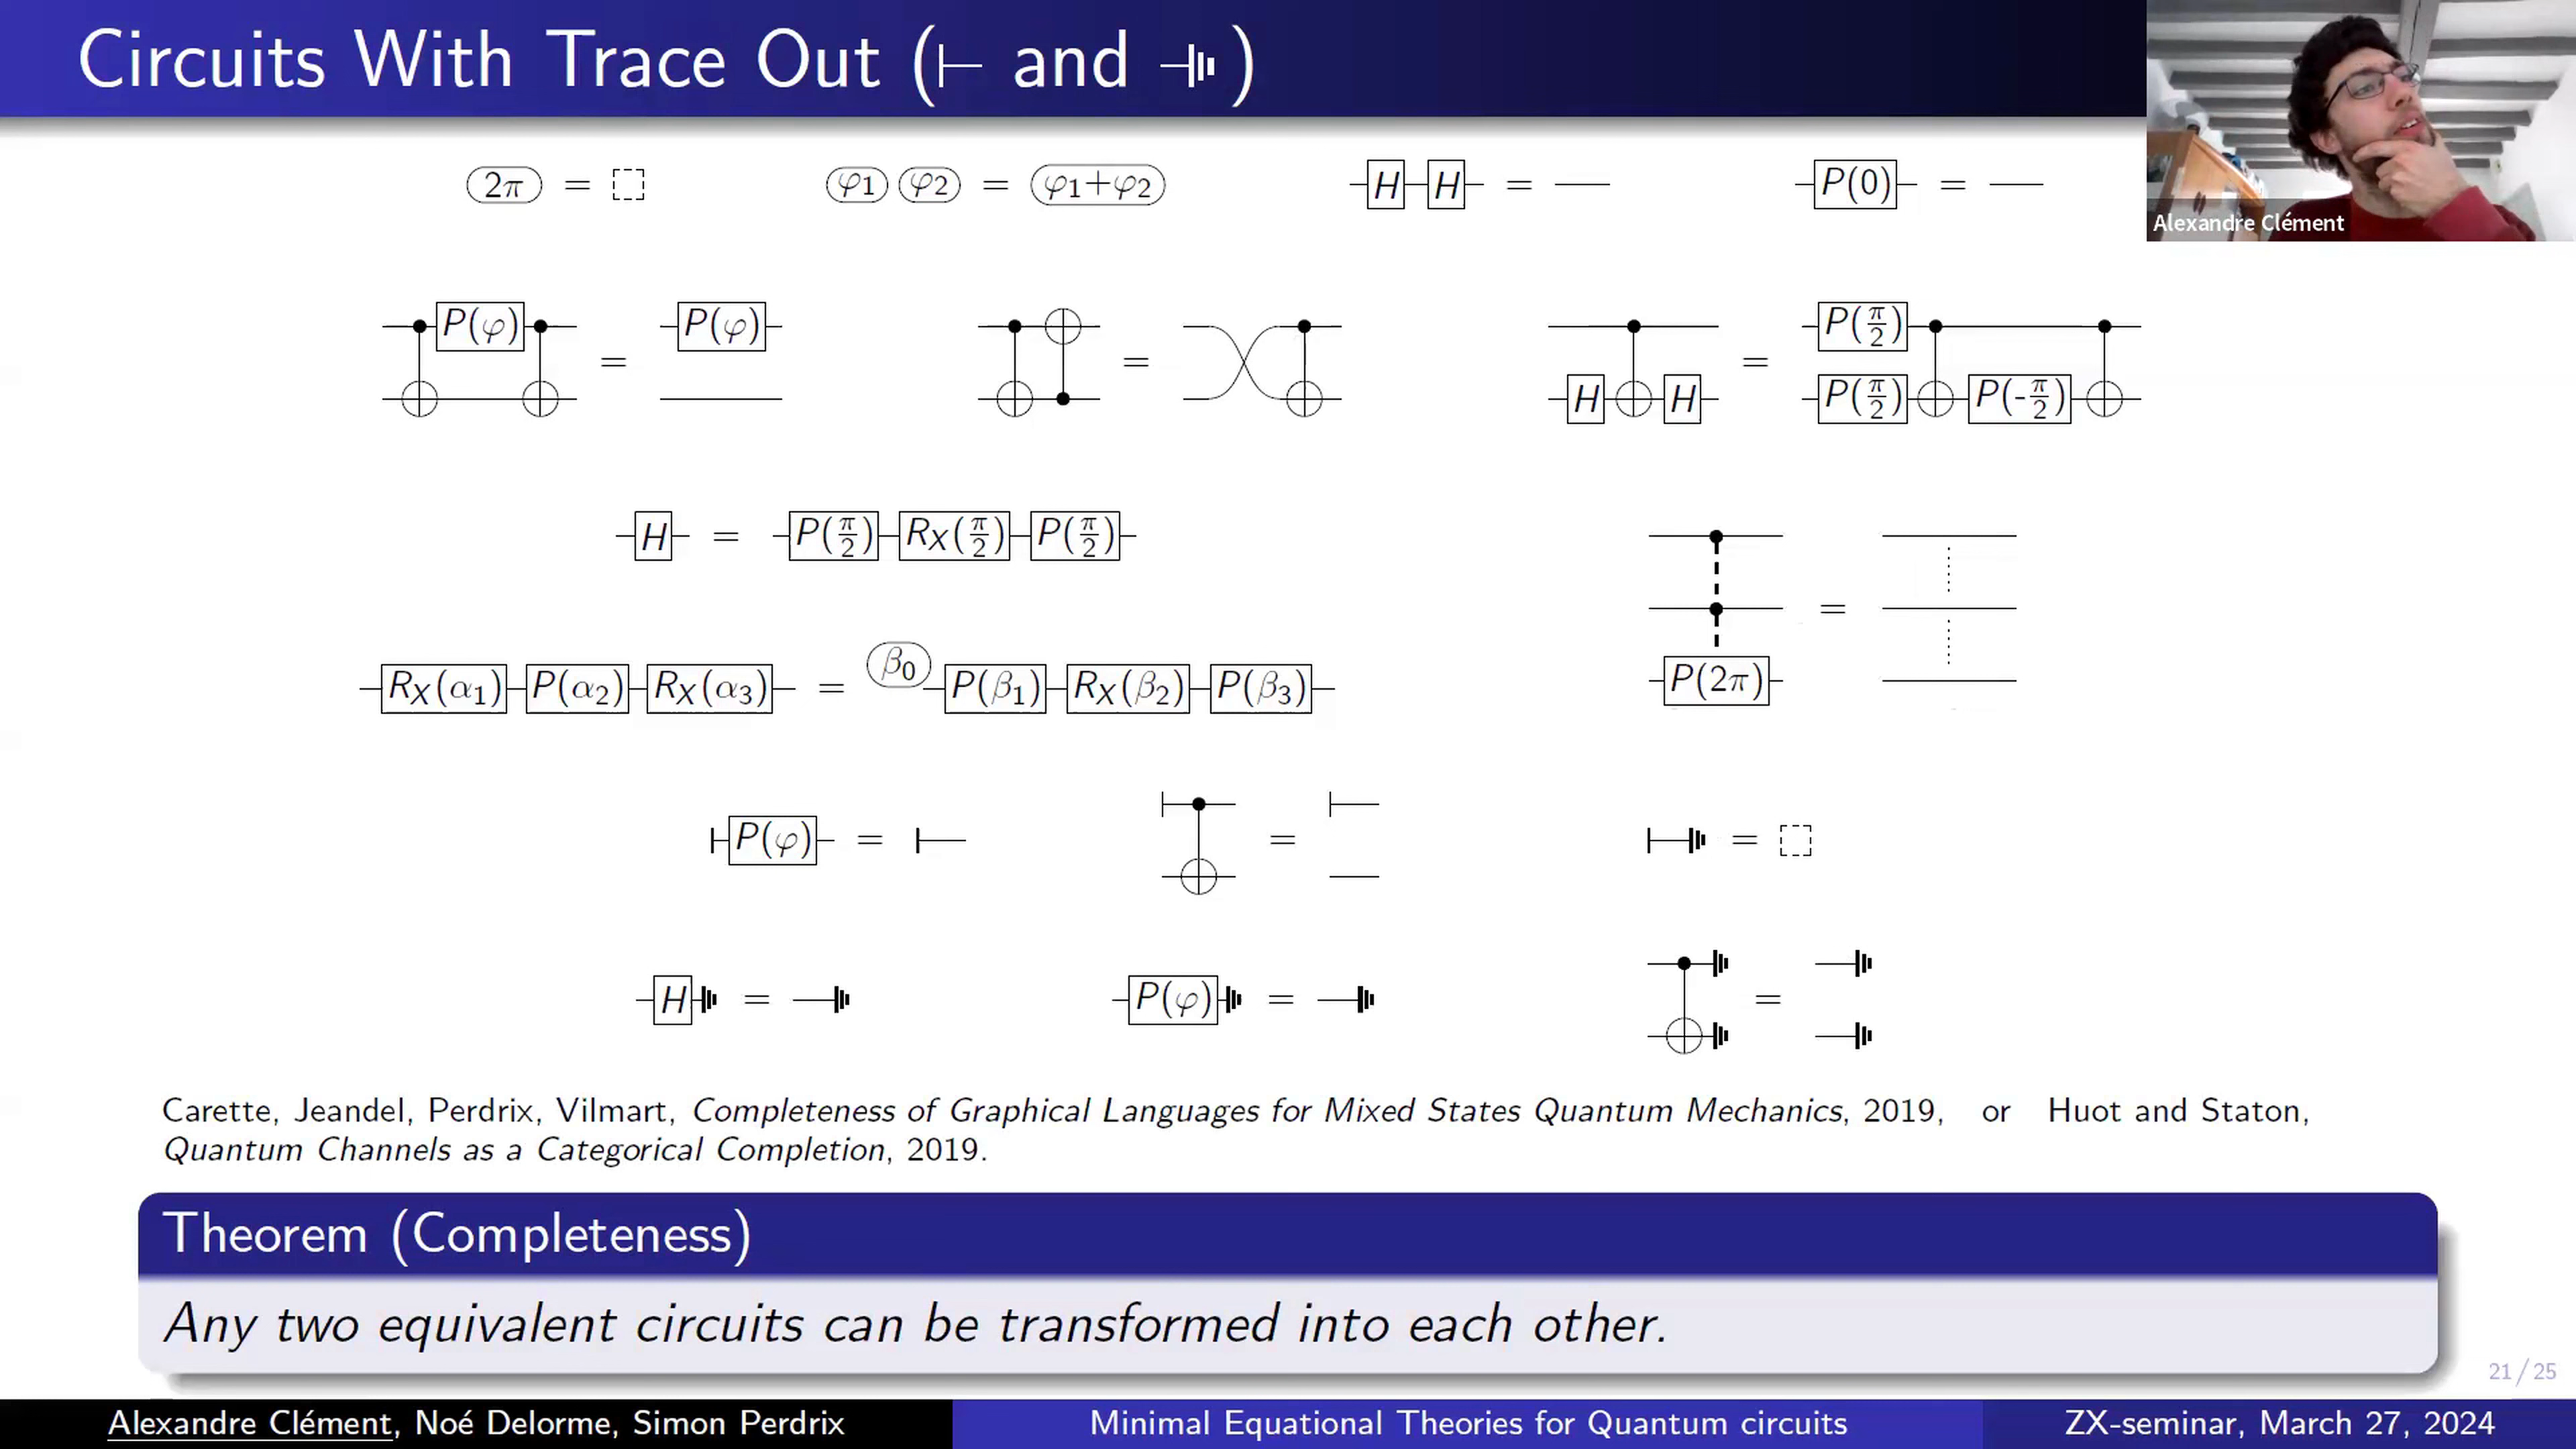 Circuits With Trace Out (⊢ and ⏚)
Alexandre Clément
2π = 
φ1 φ2 = φ1+φ2
H H =
P(0) =
P(φ) = P(φ)
=
H H = P(π/2) P(π/2) P(-π/2)
H = P(π/2) RX(π/2) P(π/2)
P(2π) =
RX(α1) P(α2) RX(α3) = β0 P(β1) RX(β2) P(β3)
P(φ) =
=
=
H =
P(φ) =
=
Carette, Jeandel, Perdrix, Vilmart, Completeness of Graphical Languages for Mixed States Quantum Mechanics, 2019, or Huot and Staton,
Quantum Channels as a Categorical Completion, 2019.
Theorem (Completeness)
Any two equivalent circuits can be transformed into each other.
21 / 25
Alexandre Clément, Noé Delorme, Simon Perdrix
Minimal Equational Theories for Quantum circuits
ZX-seminar, March 27, 2024